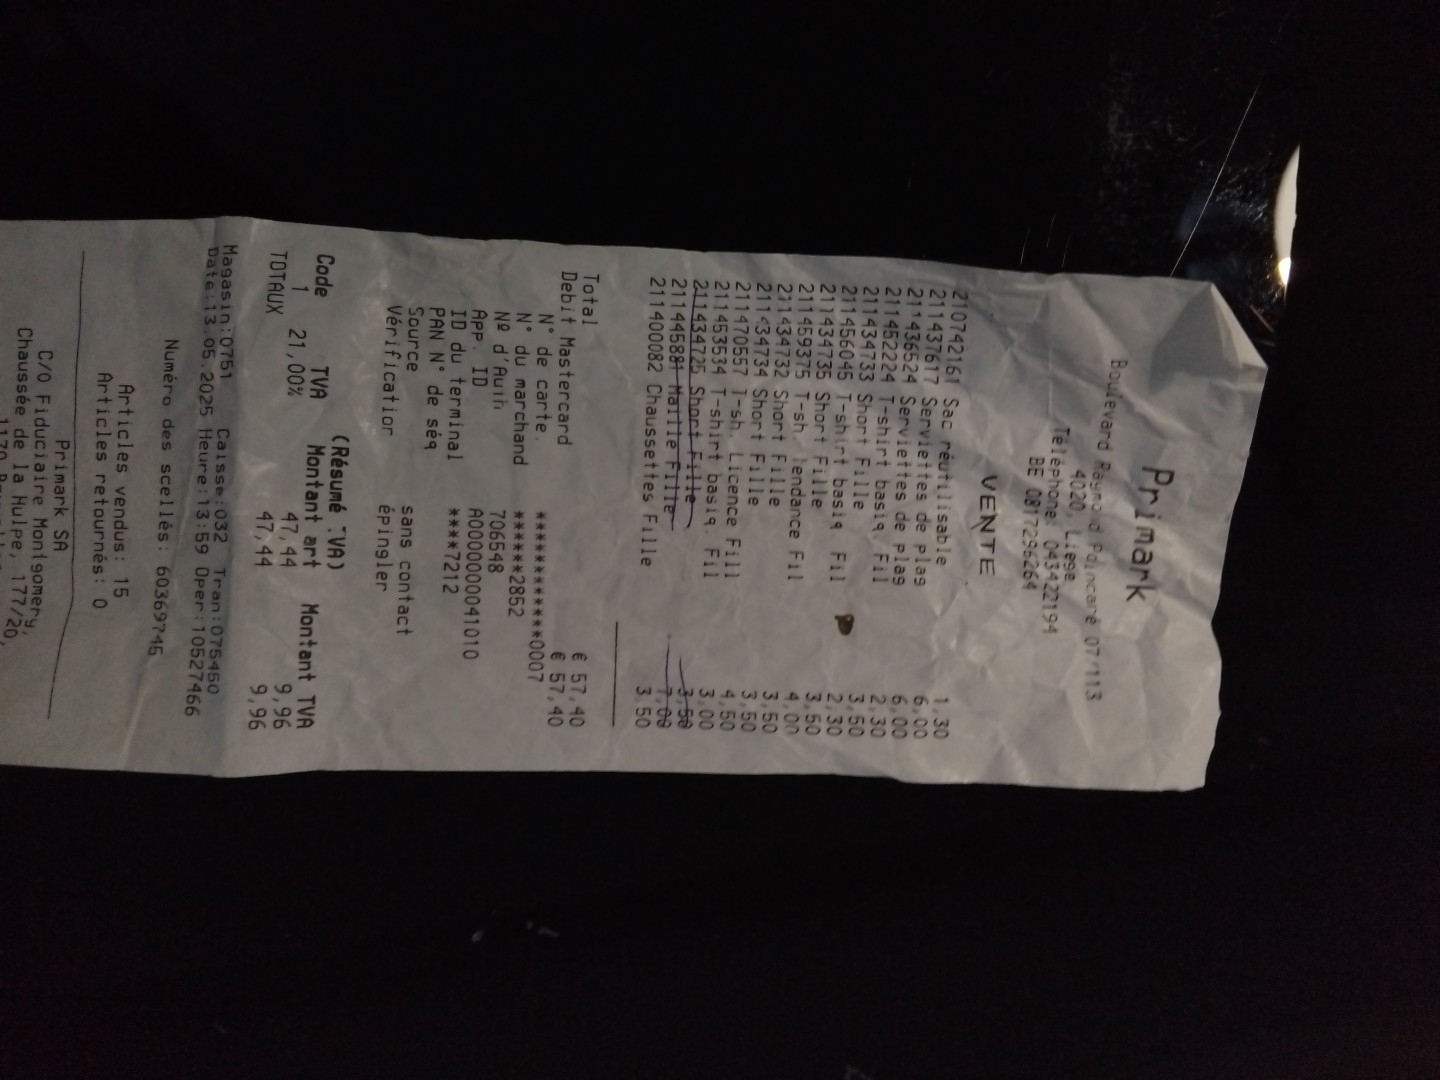 Primark
Boulevard Raymond Poincaré 07/113
4020, Liege
Téléphone: 043422194
BE 0817296264
VENTE
210742161 Sac réutilisable 1,30
211437617 Serviettes de plag 6,00
211436524 Serviettes de plag 6,00
211452224 T-shirt basiq. Fil 2,30
211434733 Short Fille 3,50
211456045 T-shirt basiq. Fil 2,30
211434735 Short Fille 3,50
211459375 T-sh. Tendance Fil 4,00
211434732 Short Fille 3,50
211434734 Short Fille 3,50
211470557 T-sh. Licence Fill 4,50
211453534 T-shirt basiq. Fil 3,00
211434725 Short Fille 3,50
211445881 Maille Fille 7,00
211400082 Chaussettes Fille 3,50
Total € 57,40
Debit Mastercard € 57,40
N° de carte. ************0007
N° du marchand ******2852
Nº d'Auth 706548
APP. ID A0000000041010
ID du terminal ****7212
PAN N° de séq
Source sans contact
Vérification épingler
(Résumé TVA)
Code TVA Montant art Montant TVA
1 21,00% 47,44 9,96
TOTAUX 47,44 9,96
Magasin:0751 Caisse:032 Tran:075450
Date:13.05.2025 Heure:13:59 Oper:10527466
Numéro des scellés: 60369745
Articles vendus: 15
Articles retournés: 0
Primark SA
C/O Fiduciaire Montgomery,
Chaussée de la Hulpe, 177/20,